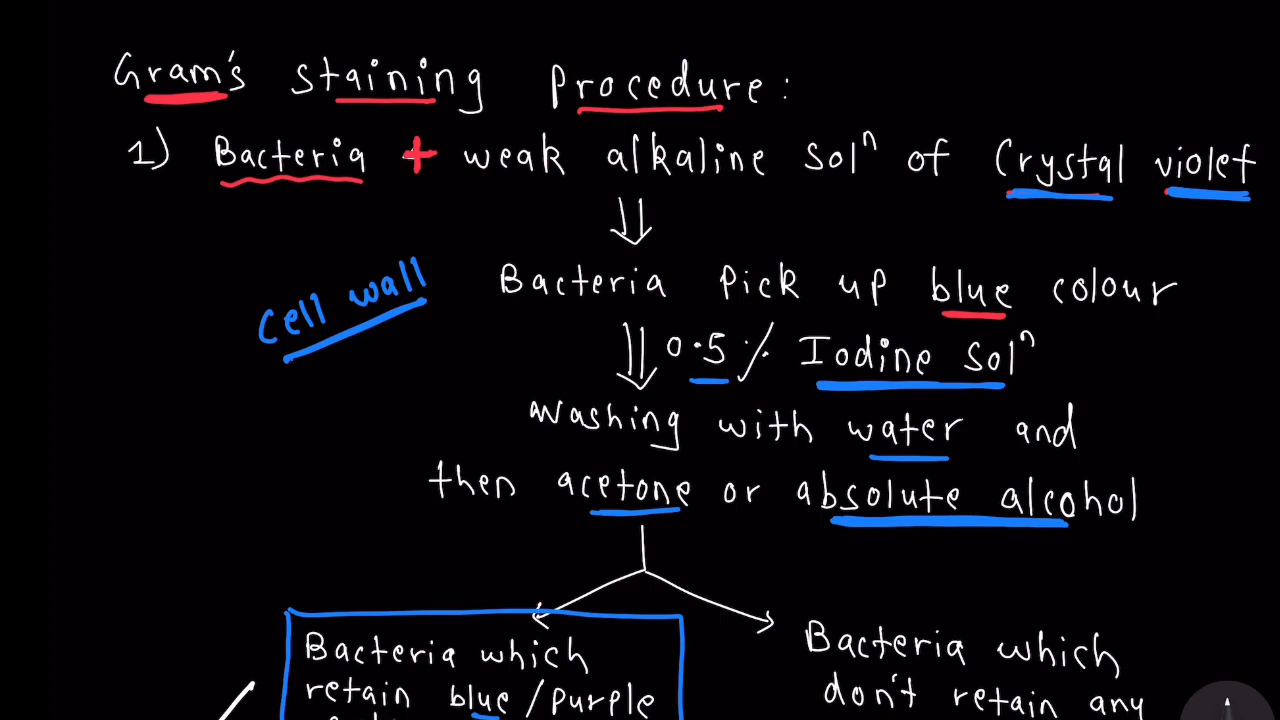 Gram's staining Procedure:
1) Bacteria + weak alkaline Solⁿ of Crystal violet
Bacteria Pick up blue colour
Cell wall
0.5 % Iodine Solⁿ
Washing with water and
then acetone or absolute alcohol
Bacteria which
retain blue/purple
Bacteria which
don't retain any